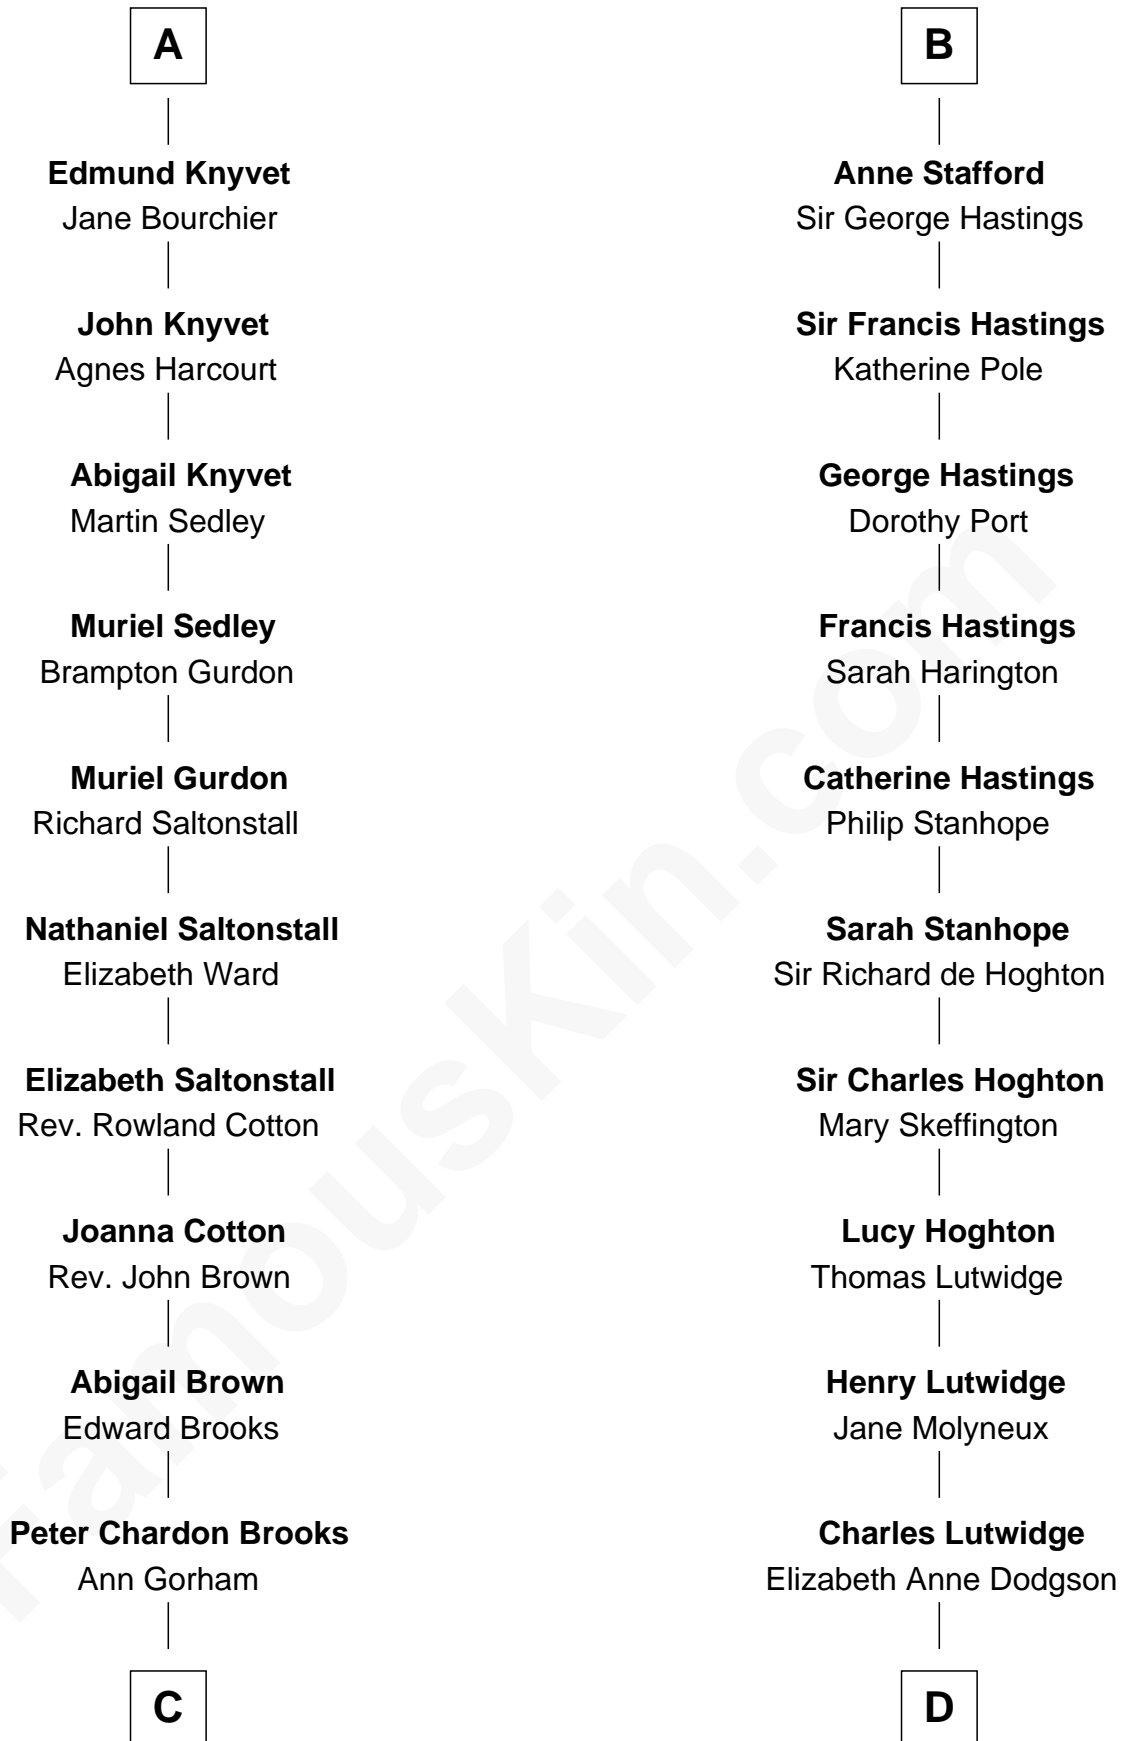 A
Edmund Knyvet
Jane Bourchier
John Knyvet
Agnes Harcourt
Abigail Knyvet
Martin Sedley
Muriel Sedley
Brampton Gurdon
Muriel Gurdon
Richard Saltonstall
Nathaniel Saltonstall
Elizabeth Ward
Elizabeth Saltonstall
Rev. Rowland Cotton
Joanna Cotton
Rev. John Brown
Abigail Brown
Edward Brooks
Peter Chardon Brooks
Ann Gorham
C
B
Anne Stafford
Sir George Hastings
Sir Francis Hastings
Katherine Pole
George Hastings
Dorothy Port
Francis Hastings
Sarah Harington
Catherine Hastings
Philip Stanhope
Sarah Stanhope
Sir Richard de Hoghton
Sir Charles Hoghton
Mary Skeffington
Lucy Hoghton
Thomas Lutwidge
Henry Lutwidge
Jane Molyneux
Charles Lutwidge
Elizabeth Anne Dodgson
D
FamousKin.com